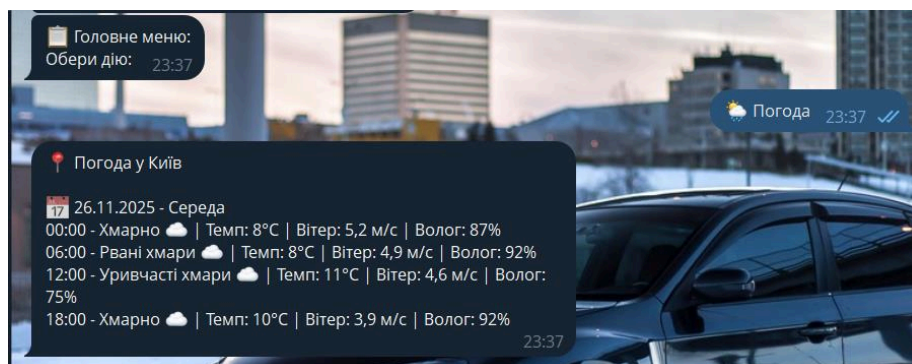 📋 Головне меню:
Обери дію: 23:37
🌦 Погода 23:37
📍 Погода у Київ
17 26.11.2025 - Середа
00:00 - Хмарно ☁️ | Темп: 8°C | Вітер: 5,2 м/с | Волог: 87%
06:00 - Рвані хмари ☁️ | Темп: 8°C | Вітер: 4,9 м/с | Волог: 92%
12:00 - Уривчасті хмари ☁️ | Темп: 11°C | Вітер: 4,6 м/с | Волог:
75%
18:00 - Хмарно ☁️ | Темп: 10°C | Вітер: 3,9 м/с | Волог: 92%
23:37